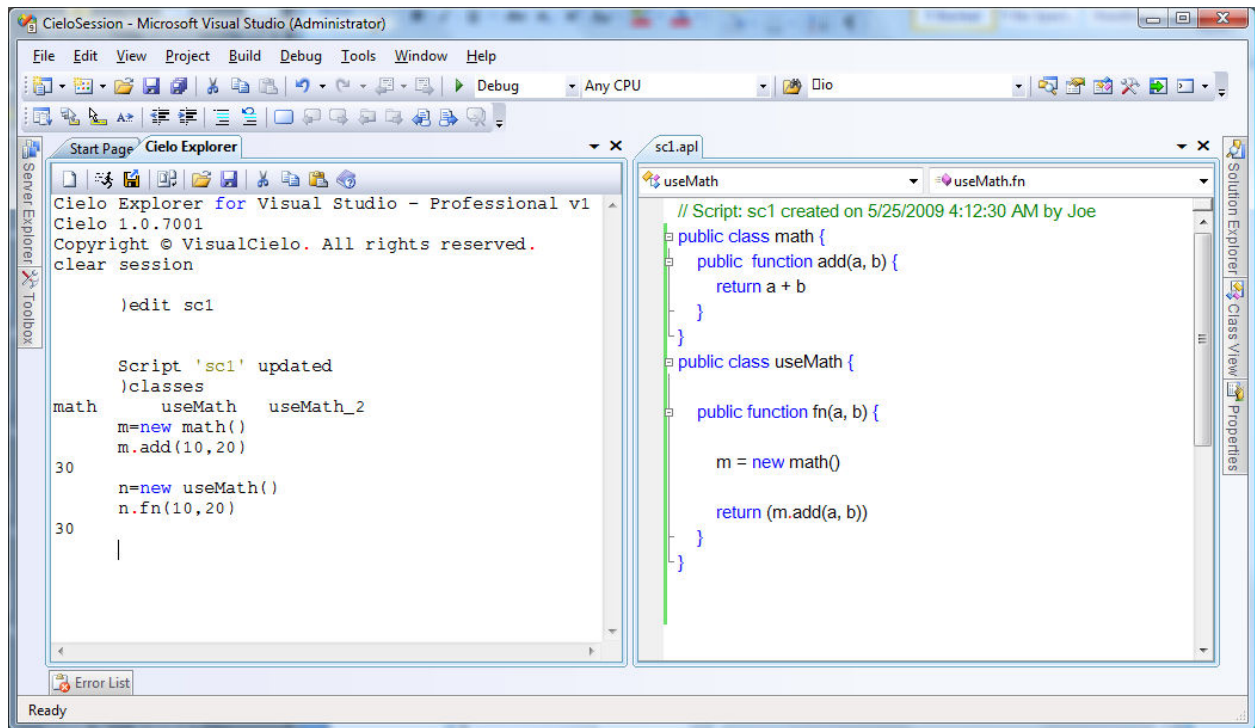 CieloSession - Microsoft Visual Studio (Administrator)
File Edit View Project Build Debug Tools Window Help
Debug Any CPU ▯io
Server Explorer
Toolbox
Start Page Cielo Explorer
Cielo Explorer for Visual Studio - Professional v1
Cielo 1.0.7001
Copyright © VisualCielo. All rights reserved.
clear session
)edit sc1
Script 'sc1' updated
)classes
math useMath useMath_2
m=new math()
m.add(10,20)
30
n=new useMath()
n.fn(10,20)
30
sc1.apl
useMath useMath.fn
// Script: sc1 created on 5/25/2009 4:12:30 AM by Joe
public class math {
public function add(a, b) {
return a + b
}
}
public class useMath {
public function fn(a, b) {
m = new math()
return (m.add(a, b))
}
}
Solution Explorer
Class View
Properties
Error List
Ready